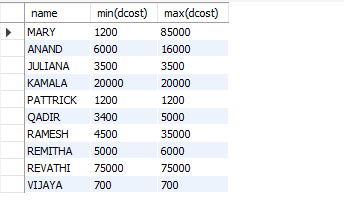 name min(dcost) max(dcost)
MARY 1200 85000
ANAND 6000 16000
JULIANA 3500 3500
KAMALA 20000 20000
PATTRICK 1200 1200
QADIR 3400 5000
RAMESH 4500 35000
REMITHA 5000 6000
REVATHI 75000 75000
VIJAYA 700 700